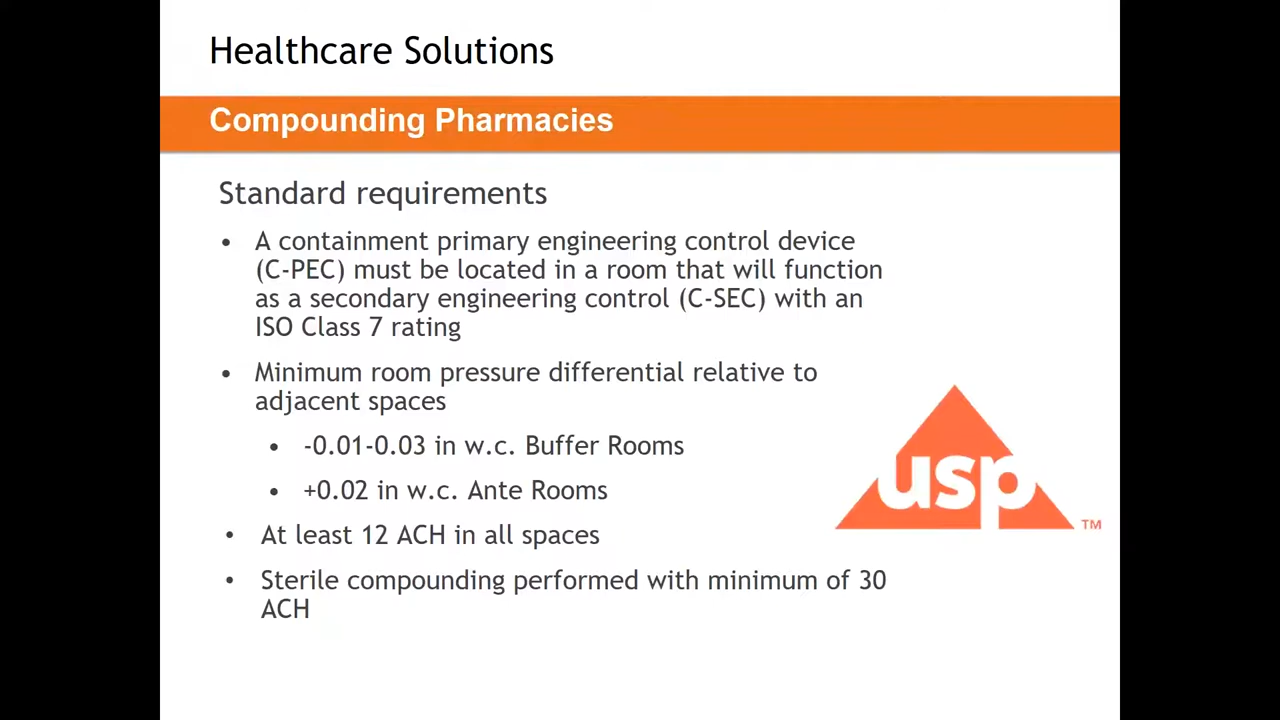 Healthcare Solutions
Compounding Pharmacies
Standard requirements
• A containment primary engineering control device
(C-PEC) must be located in a room that will function
as a secondary engineering control (C-SEC) with an
ISO Class 7 rating
• Minimum room pressure differential relative to
adjacent spaces
• -0.01-0.03 in w.c. Buffer Rooms
• +0.02 in w.c. Ante Rooms
• At least 12 ACH in all spaces
• Sterile compounding performed with minimum of 30
ACH
usp TM